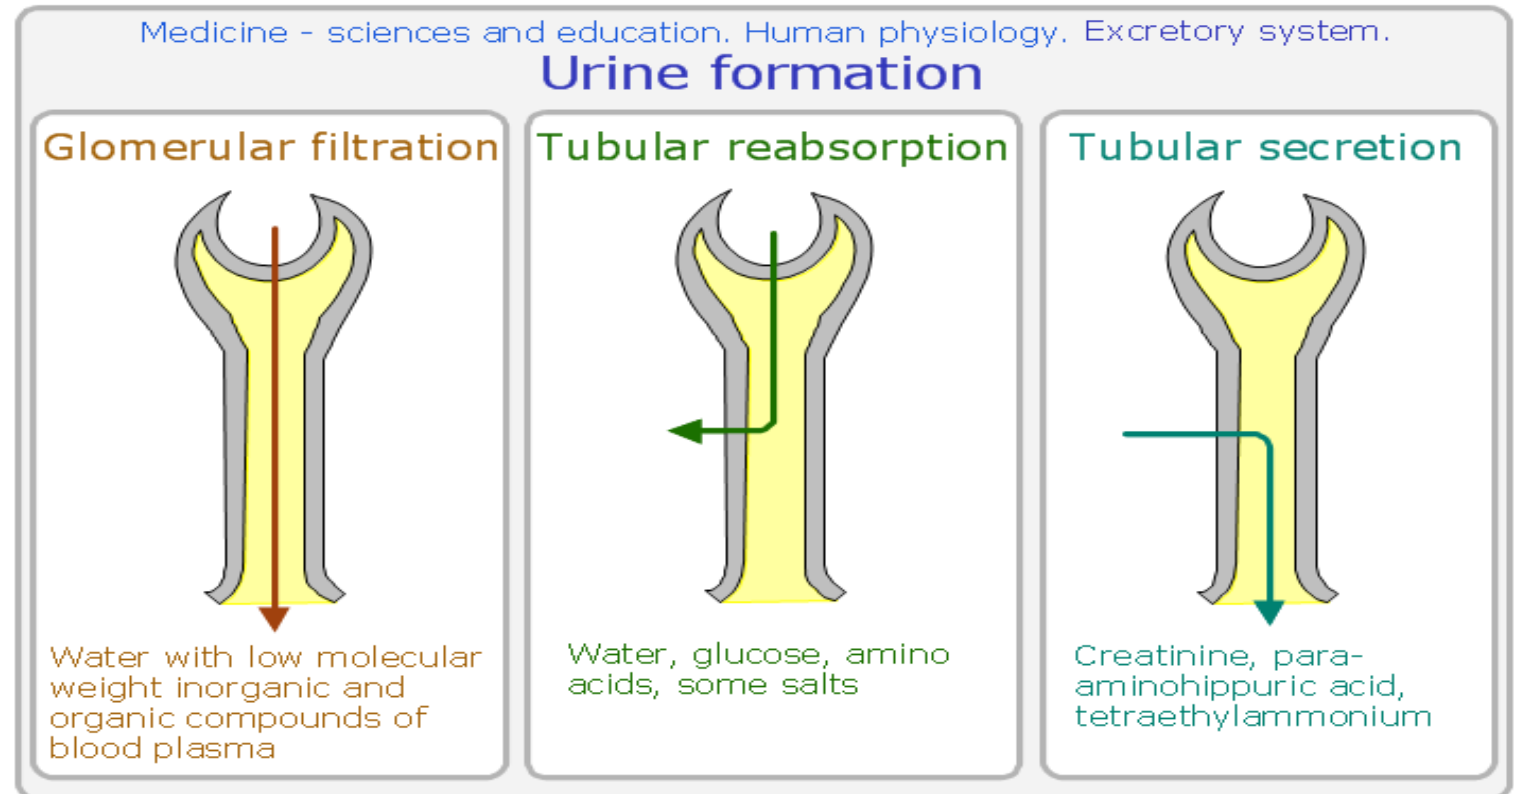 Medicine - sciences and education. Human physiology. Excretory system.
Urine formation
Glomerular filtration
Water with low molecular
weight inorganic and
organic compounds of
blood plasma
Tubular reabsorption
Water, glucose, amino
acids, some salts
Tubular secretion
Creatinine, para-
aminohippuric acid,
tetraethylammonium